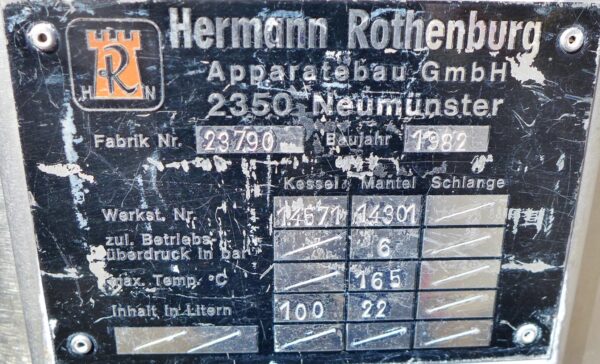 Hermann Rothenburg
Apparatebau GmbH
2350 Neumünster
R
H N
Fabrik Nr. 23790 Baujahr 1982
Kessel Mantel Schlange
Werkst. Nr. 14671 14301
zul. Betriebs
überdruck in bar 6
max. Temp. °C 165
Inhalt in Litern 100 22